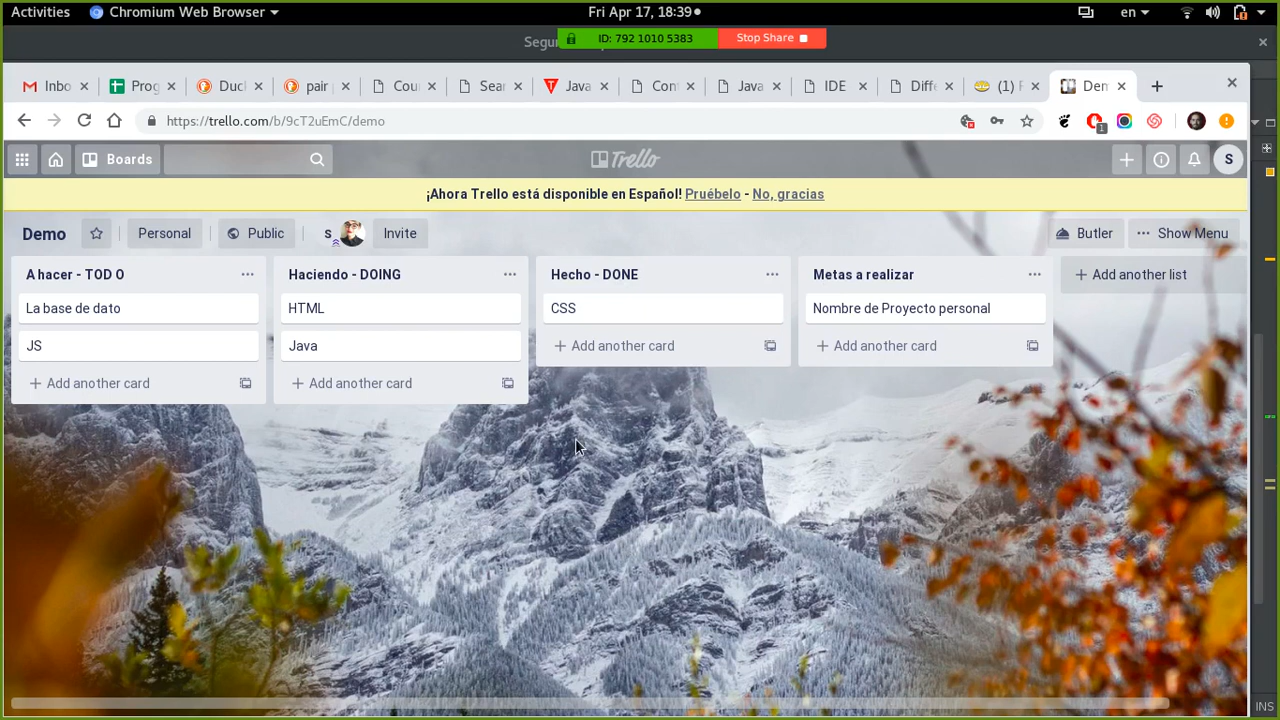 Activities Chromium Web Browser Fri Apr 17, 18:39 en
Segu
ID: 792 1010 5383 Stop Share
Inbo Prog Duc pair Cour Sear Java Con Java IDE Diffe (1) Den
https://trello.com/b/9cT2uEmC/demo
Boards Trello S
¡Ahora Trello está disponible en Español! Pruébelo - No, gracias
Demo Personal Public S Invite Butler Show Menu
A hacer - TOD O
La base de dato
JS
Add another card
Haciendo - DOING
HTML
Java
Add another card
Hecho - DONE
CSS
Add another card
Metas a realizar
Nombre de Proyecto personal
Add another card
Add another list
INS